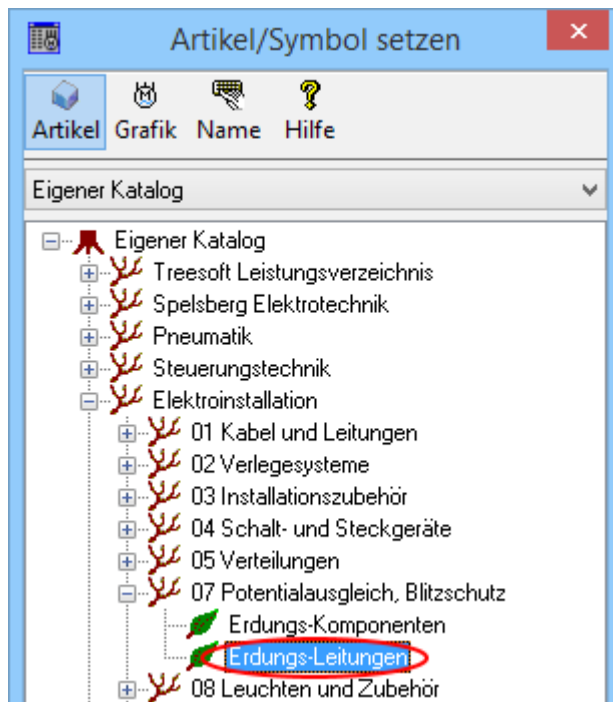 Artikel/Symbol setzen
Artikel Grafik Name Hilfe
Eigener Katalog
Eigener Katalog
Treesoft Leistungsverzeichnis
Spelsberg Elektrotechnik
Pneumatik
Steuerungstechnik
Elektroinstallation
01 Kabel und Leitungen
02 Verlegesysteme
03 Installationszubehör
04 Schalt- und Steckgeräte
05 Verteilungen
07 Potentialausgleich, Blitzschutz
Erdungs-Komponenten
Erdungs-Leitungen
08 Leuchten und Zubehör